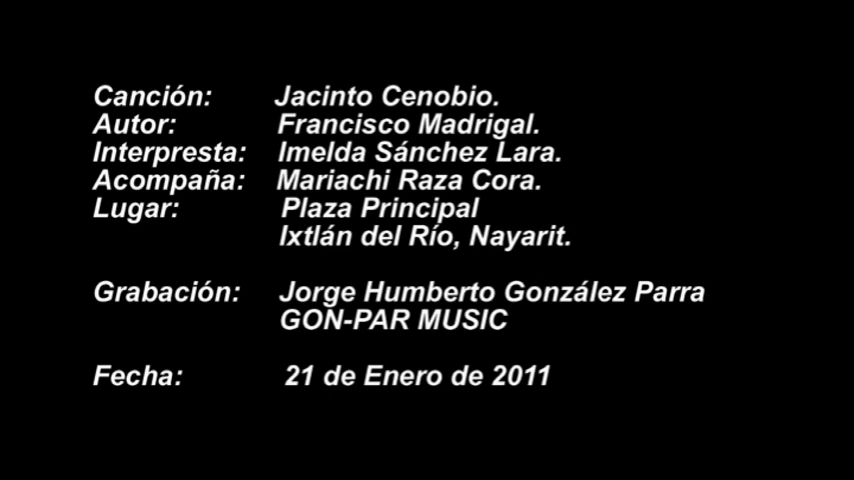 Canción: Jacinto Cenobio.
Autor: Francisco Madrigal.
Interpresta: Imelda Sánchez Lara.
Acompaña: Mariachi Raza Cora.
Lugar: Plaza Principal
Ixtlán del Río, Nayarit.
Grabación: Jorge Humberto González Parra
GON-PAR MUSIC
Fecha: 21 de Enero de 2011